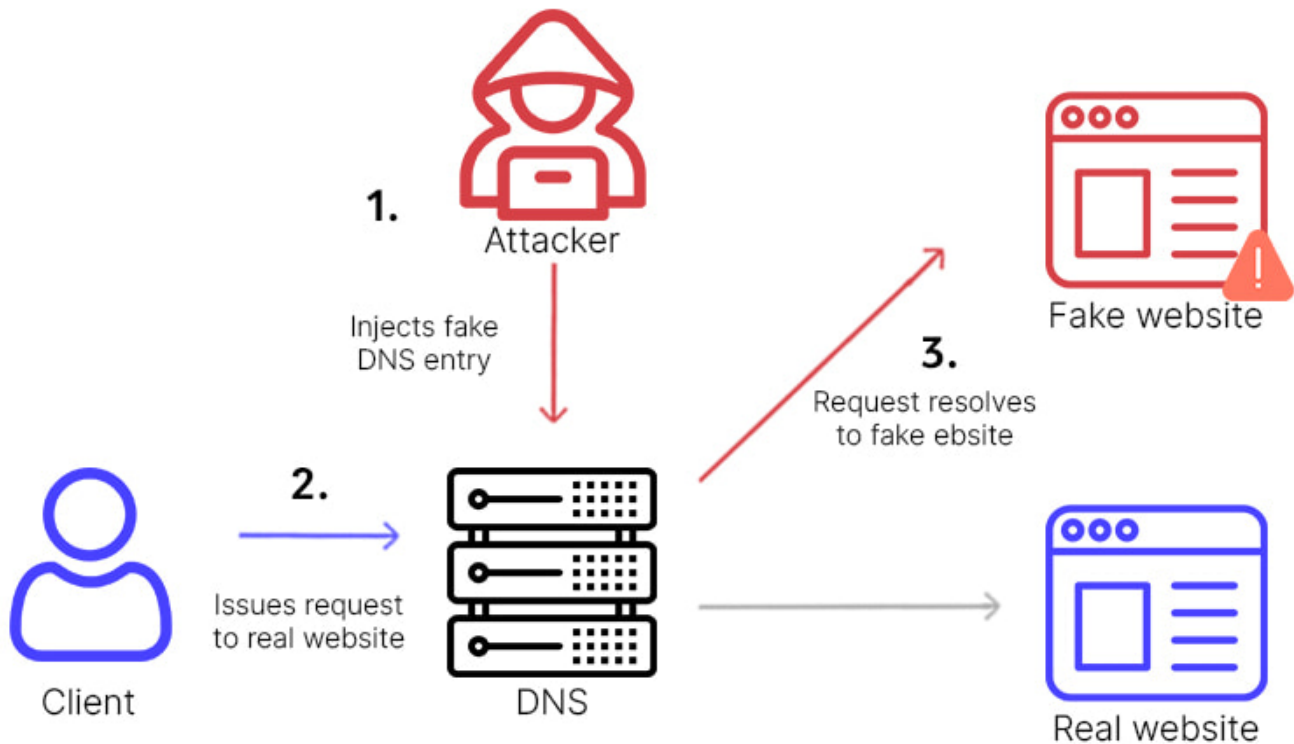 1.
Attacker
Injects fake
DNS entry
Fake website
3.
Request resolves
to fake ebsite
2.
Issues request
to real website
Client
DNS
Real website